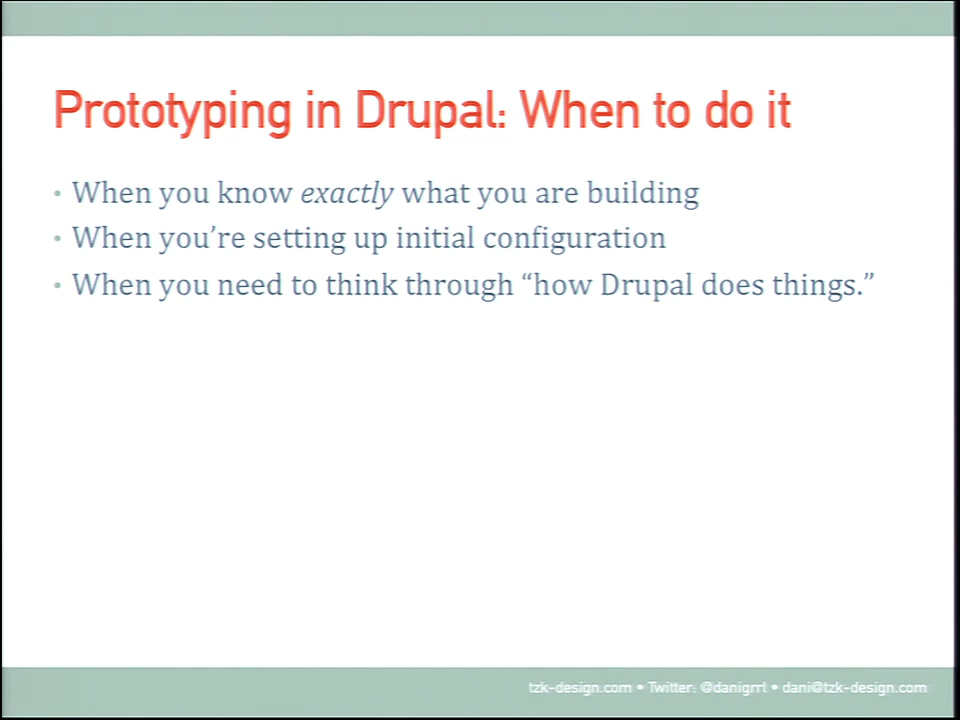 Prototyping in Drupal: When to do it
• When you know exactly what you are building
• When you’re setting up initial configuration
• When you need to think through “how Drupal does things.”
tzk-design.com • Twitter: @danigrrl • dani@tzk-design.com